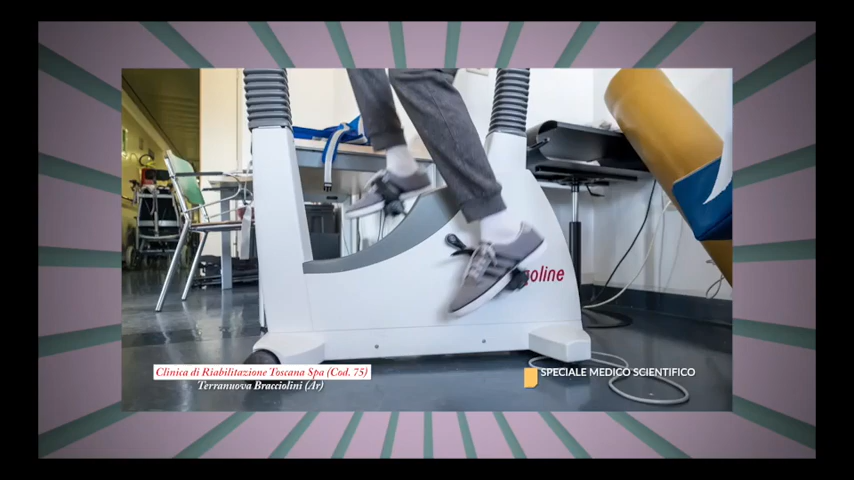 oline
Clinica di Riabilitazione Toscana Spa (Cod. 75)
Terranuova Bracciolini (Ar)
SPECIALE MEDICO SCIENTIFICO